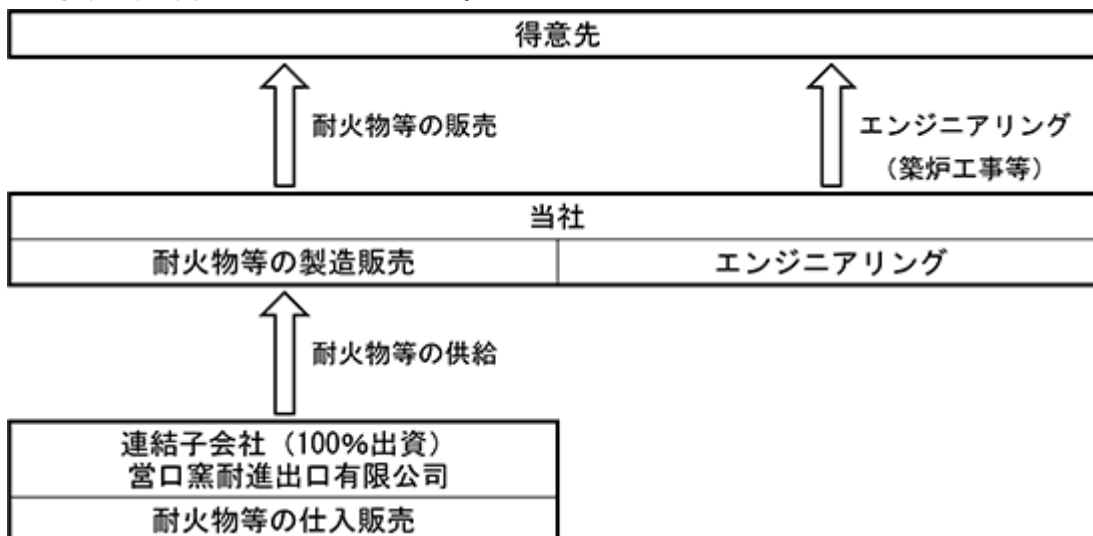 得意先
耐火物等の販売
エンジニアリング
(築炉工事等)
当社
耐火物等の製造販売
エンジニアリング
耐火物等の供給
連結子会社(100%出資)
営口窯耐進出口有限公司
耐火物等の仕入販売